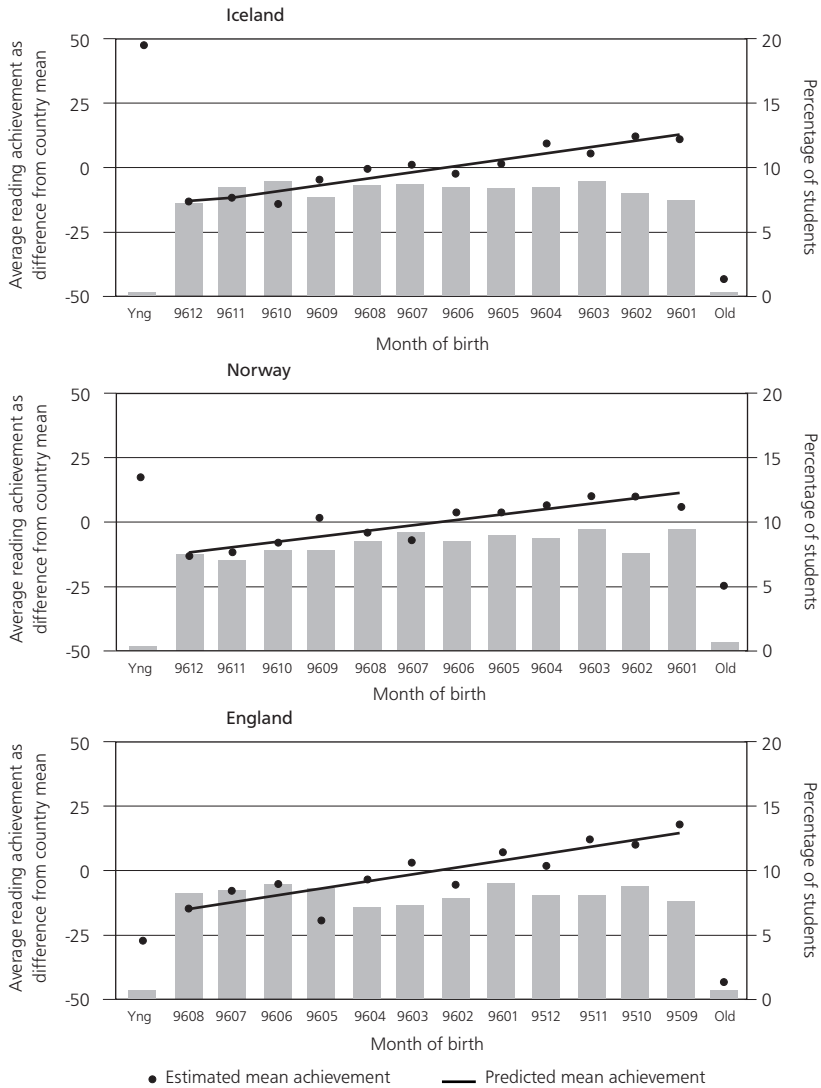 Iceland
Average reading achievement as
difference from country mean
50
25
0
-25
-50
20
15
10
5
0
Percentage of students
Yng 9612 9611 9610 9609 9608 9607 9606 9605 9604 9603 9602 9601 Old
Month of birth
Norway
Average reading achievement as
difference from country mean
50
25
0
-25
-50
20
15
10
5
0
Percentage of students
Yng 9612 9611 9610 9609 9608 9607 9606 9605 9604 9603 9602 9601 Old
Month of birth
England
Average reading achievement as
difference from country mean
50
25
0
-25
-50
20
15
10
5
0
Percentage of students
Yng 9608 9607 9606 9605 9604 9603 9602 9601 9512 9511 9510 9509 Old
Month of birth
Estimated mean achievement Predicted mean achievement